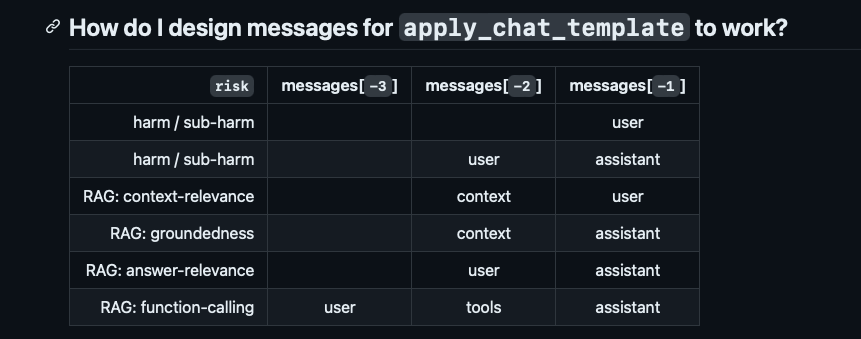 How do I design messages for apply_chat_template to work?
risk messages[-3] messages[-2] messages[-1]
harm / sub-harm user
harm / sub-harm user assistant
RAG: context-relevance context user
RAG: groundedness context assistant
RAG: answer-relevance user assistant
RAG: function-calling user tools assistant